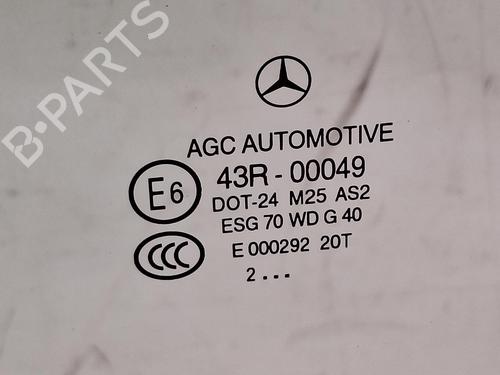 B-PARTS
AGC AUTOMOTIVE
E6 43R - 00049
DOT-24 M25 AS2
ESG 70 WD G 40
CCC E 000292 20T
2 ...